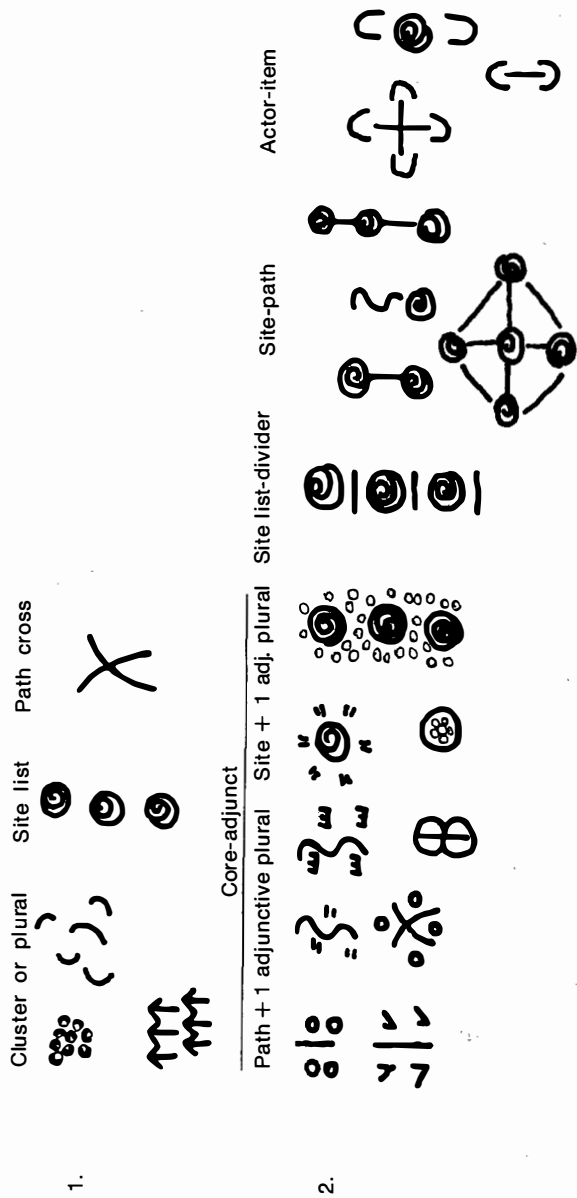 1.
Cluster or plural Site list Path cross
2.
Core-adjunct
Path + 1 adjunctive plural Site + 1 adj. plural Site list-divider Site-path Actor-item